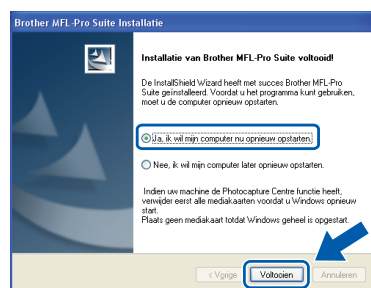 Brother MFL-Pro Suite Installatie
Installatie van Brother MFL-Pro Suite voltooid!
De InstallShield Wizard heeft met succes Brother MFL-Pro
Suite geïnstalleerd. Voordat u het programma kunt gebruiken,
moet u de computer opnieuw opstarten.
Ja, ik wil mijn computer nu opnieuw opstarten.
Nee, ik wil mijn computer later opnieuw opstarten.
Indien uw machine de Photocapture Centre functie heeft,
verwijder eerst alle mediakaarten voordat u Windows opnieuw
start.
Plaats geen mediakaart totdat Windows geheel is opgestart.
< Vorige Voltooien Annuleren